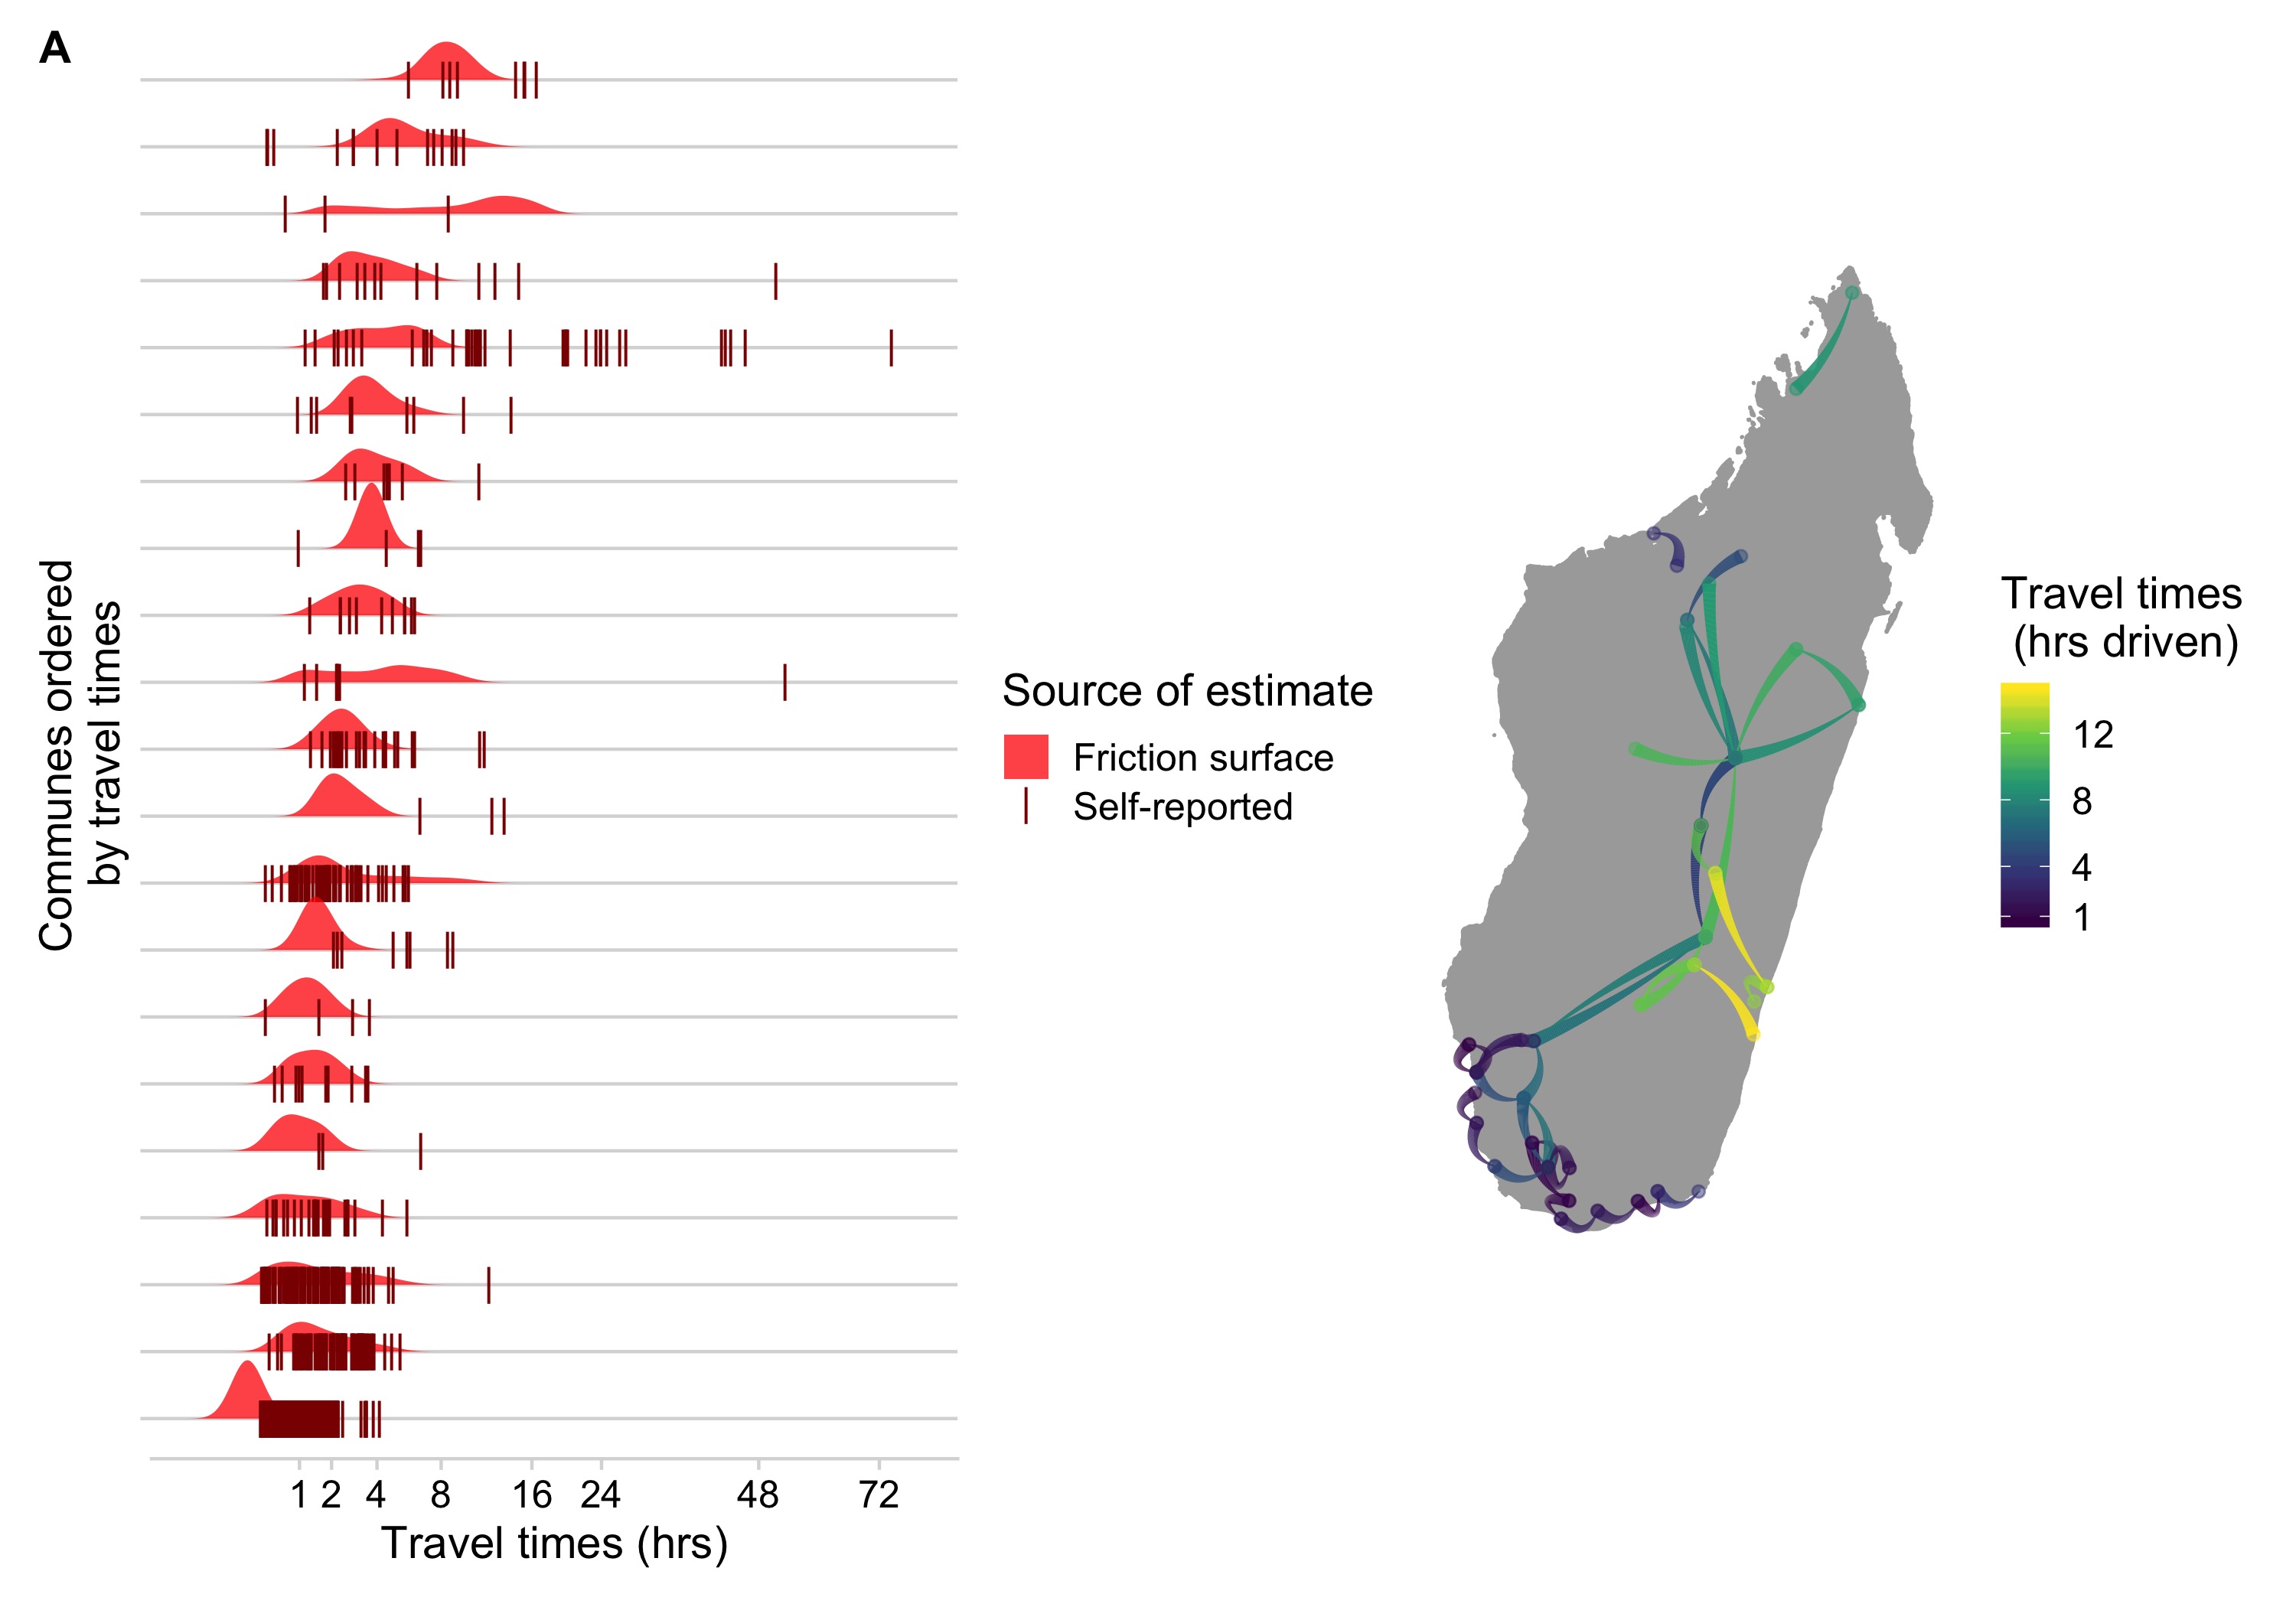 A
Communes ordered
by travel times
1 2 4 8 16 24 48 72
Travel times (hrs)
Source of estimate
Friction surface
Self-reported
Travel times
(hrs driven)
12
8
4
1